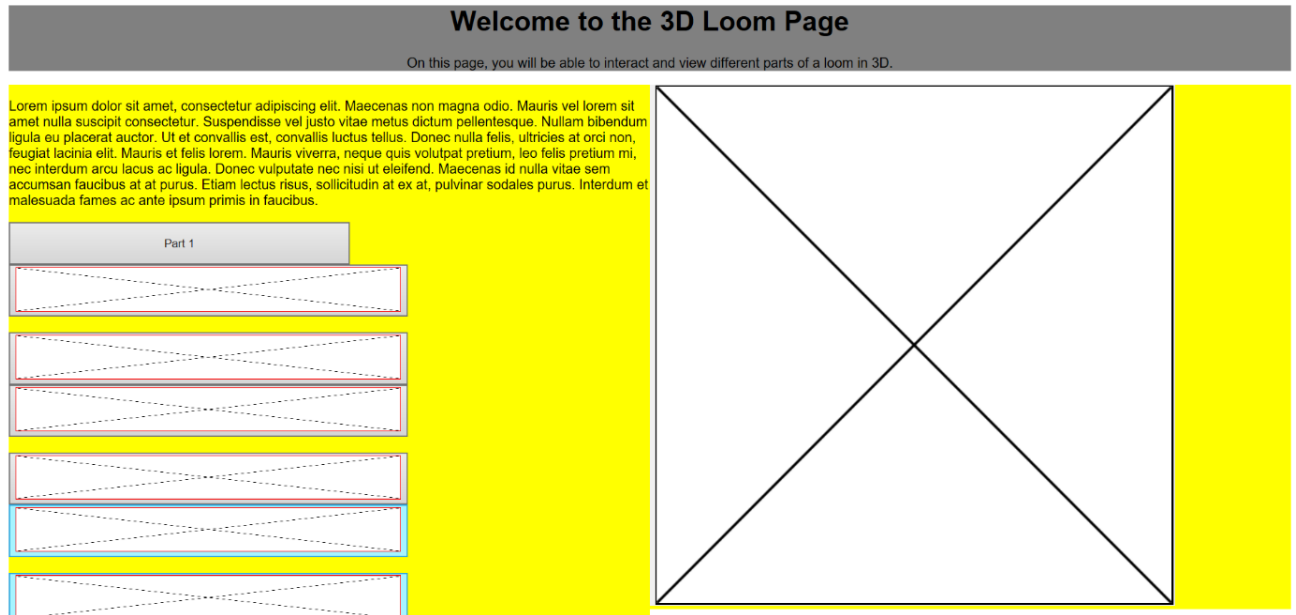 Welcome to the 3D Loom Page
On this page, you will be able to interact and view different parts of a loom in 3D.
Lorem ipsum dolor sit amet, consectetur adipiscing elit. Maecenas non magna odio. Mauris vel lorem sit
amet nulla suscipit consectetur. Suspendisse vel justo vitae metus dictum pellentesque. Nullam bibendum
ligula eu placerat auctor. Ut et convallis est, convallis luctus tellus. Donec nulla felis, ultricies at orci non,
feugiat lacinia elit. Mauris et felis lorem. Mauris viverra, neque quis volutpat pretium, leo felis pretium mi,
nec interdum arcu lacus ac ligula. Donec vulputate nec nisi ut eleifend. Maecenas id nulla vitae sem
accumsan faucibus at at purus. Etiam lectus risus, sollicitudin at ex at, pulvinar sodales purus. Interdum et
malesuada fames ac ante ipsum primis in faucibus.
Part 1